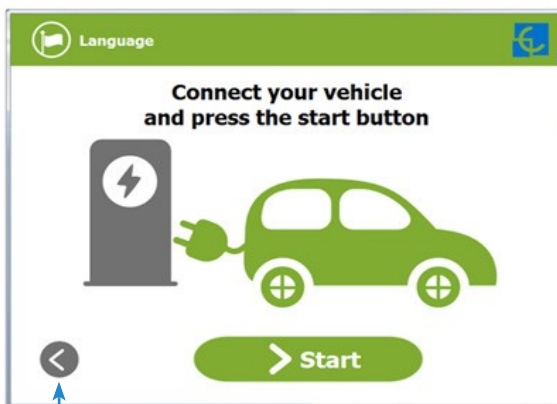 Language
Connect your vehicle
and press the start button
Start